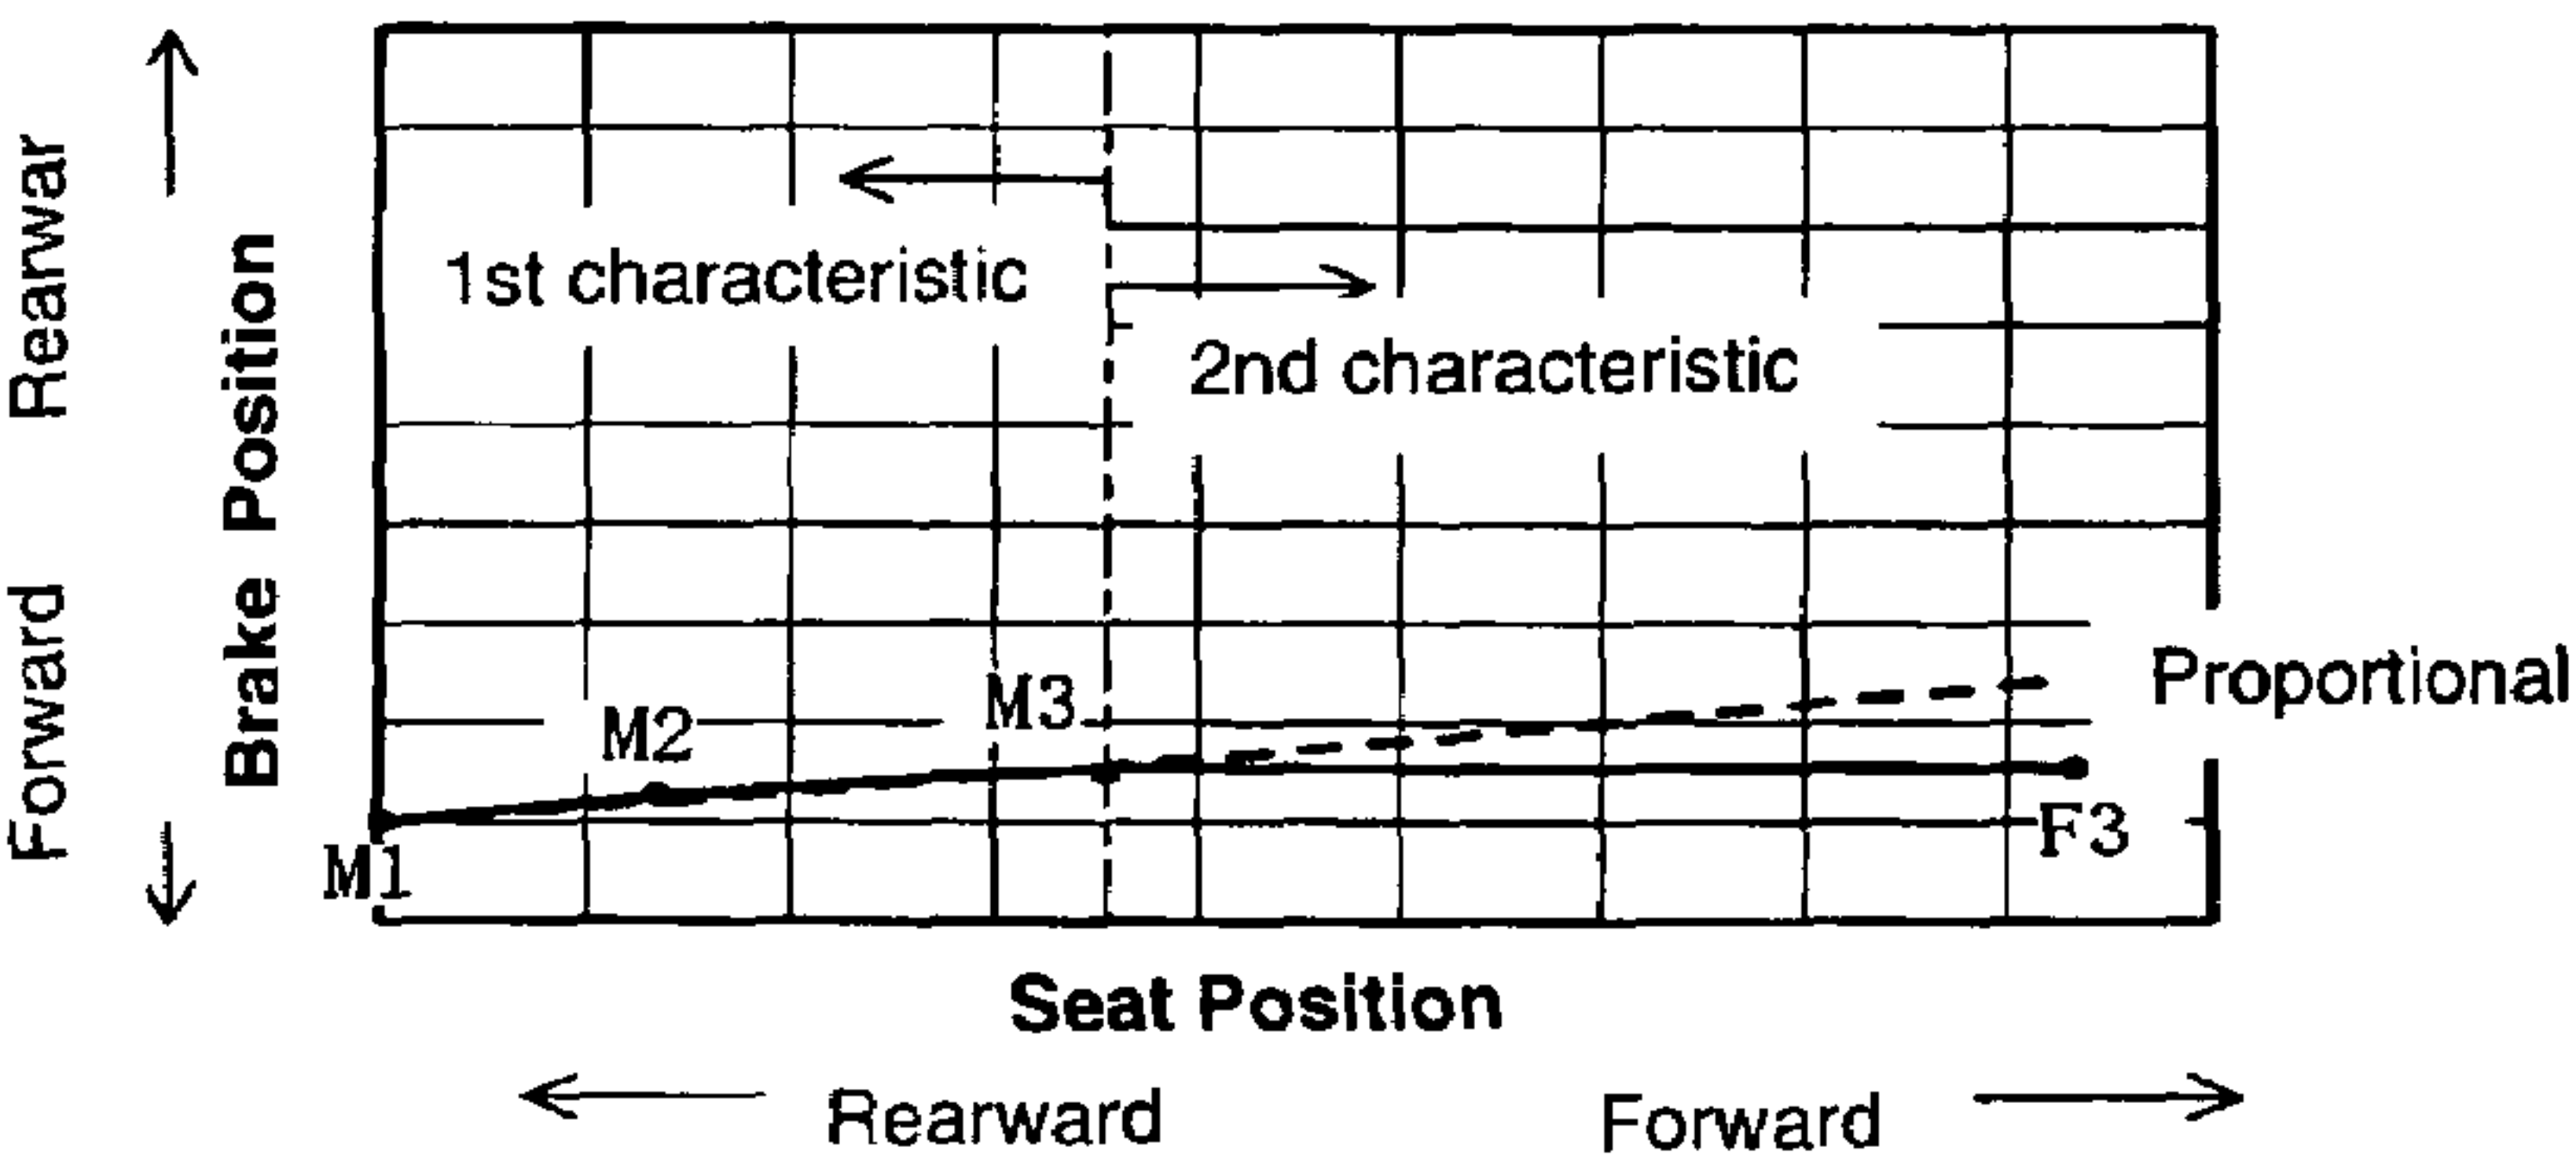 Rearwar
Forward
Brake Position
1st characteristic
2nd characteristic
M3
M2
Proportional
M1
F3
Seat Position
Rearward
Forward